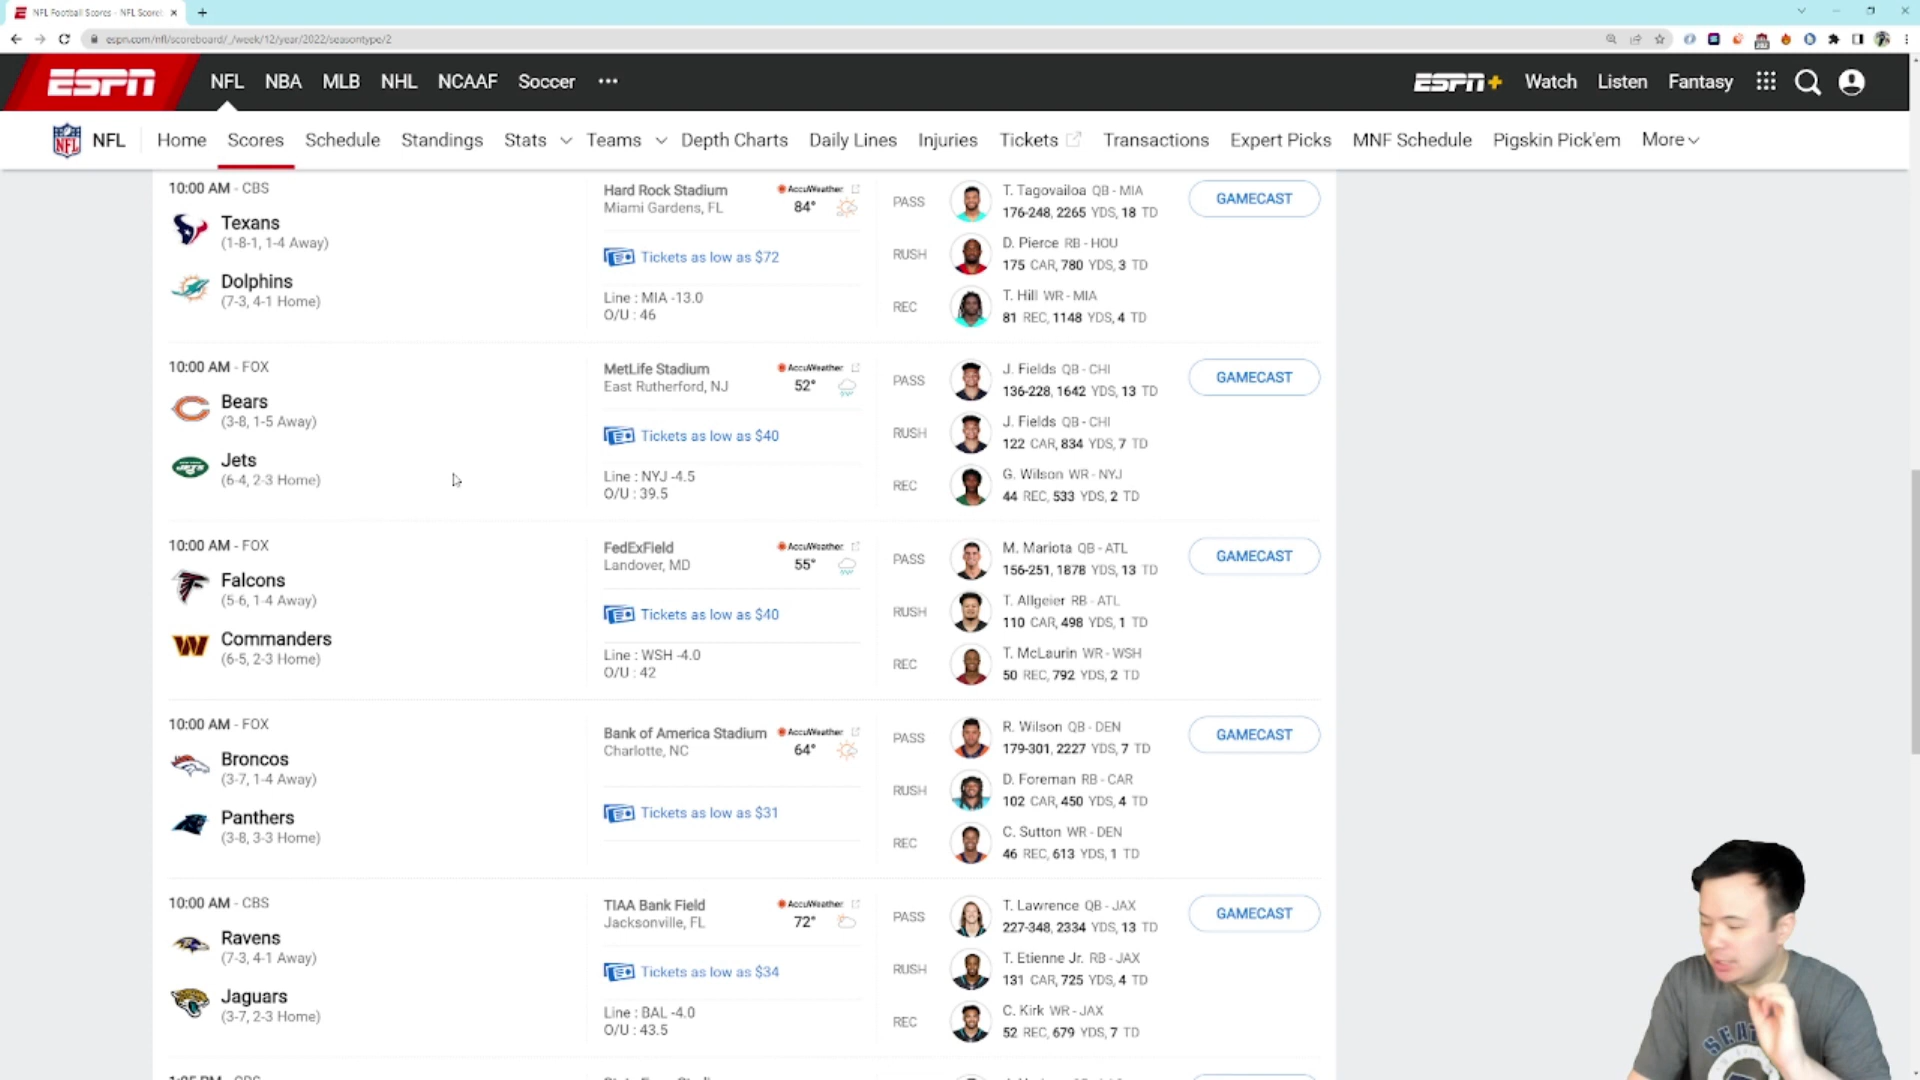 NFL Football Scores - NFL Scoreb
espn.com/nfl/scoreboard/_/week/12/year/2022/seasontype/2
ESPN NFL NBA MLB NHL NCAAF Soccer ESPN+ Watch Listen Fantasy
NFL Home Scores Schedule Standings Stats Teams Depth Charts Daily Lines Injuries Tickets Transactions Expert Picks MNF Schedule Pigskin Pick'em More
10:00 AM - CBS
Texans
(1-8-1, 1-4 Away)
Dolphins
(7-3, 4-1 Home)
Hard Rock Stadium
Miami Gardens, FL
AccuWeather
84°
Tickets as low as $72
Line : MIA -13.0
O/U : 46
PASS
T. Tagovailoa QB - MIA
176-248, 2265 YDS, 18 TD
RUSH
D. Pierce RB - HOU
175 CAR, 780 YDS, 3 TD
REC
T. Hill WR - MIA
81 REC, 1148 YDS, 4 TD
GAMECAST
10:00 AM - FOX
Bears
(3-8, 1-5 Away)
JETS
Jets
(6-4, 2-3 Home)
MetLife Stadium
East Rutherford, NJ
AccuWeather
52°
Tickets as low as $40
Line : NYJ -4.5
O/U : 39.5
PASS
J. Fields QB - CHI
136-228, 1642 YDS, 13 TD
RUSH
J. Fields QB - CHI
122 CAR, 834 YDS, 7 TD
REC
G. Wilson WR - NYJ
44 REC, 533 YDS, 2 TD
GAMECAST
10:00 AM - FOX
Falcons
(5-6, 1-4 Away)
W
Commanders
(6-5, 2-3 Home)
FedExField
Landover, MD
AccuWeather
55°
Tickets as low as $40
Line : WSH -4.0
O/U : 42
PASS
M. Mariota QB - ATL
156-251, 1878 YDS, 13 TD
RUSH
T. Allgeier RB - ATL
110 CAR, 498 YDS, 1 TD
REC
T. McLaurin WR - WSH
50 REC, 792 YDS, 2 TD
GAMECAST
10:00 AM - FOX
Broncos
(3-7, 1-4 Away)
Panthers
(3-8, 3-3 Home)
Bank of America Stadium
Charlotte, NC
AccuWeather
64°
Tickets as low as $31
PASS
R. Wilson QB - DEN
179-301, 2227 YDS, 7 TD
RUSH
D. Foreman RB - CAR
102 CAR, 450 YDS, 4 TD
REC
C. Sutton WR - DEN
46 REC, 613 YDS, 1 TD
GAMECAST
10:00 AM - CBS
Ravens
(7-3, 4-1 Away)
Jaguars
(3-7, 2-3 Home)
TIAA Bank Field
Jacksonville, FL
AccuWeather
72°
Tickets as low as $34
Line : BAL -4.0
O/U : 43.5
PASS
T. Lawrence QB - JAX
227-348, 2334 YDS, 13 TD
RUSH
T. Etienne Jr. RB - JAX
131 CAR, 725 YDS, 4 TD
REC
C. Kirk WR - JAX
52 REC, 679 YDS, 7 TD
GAMECAST